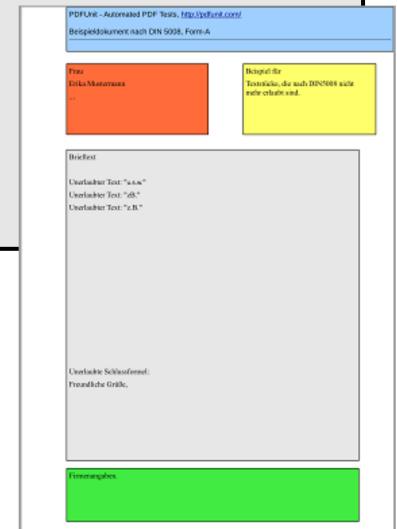 PDFUnit - Automated PDF Tests, http://pdfunit.com/
Beispieldokument nach DIN 5008, Form-A
Frau
Erika Mustermann
...
Beispiel für
Textstücke, die nach DIN5008 nicht
mehr erlaubt sind.
Brieftext
Unerlaubter Text: "u.s.w."
Unerlaubter Text: "zB."
Unerlaubter Text: "z.B."
Unerlaubte Schlussformel:
Freundliche Grüße,
Firmenangaben.